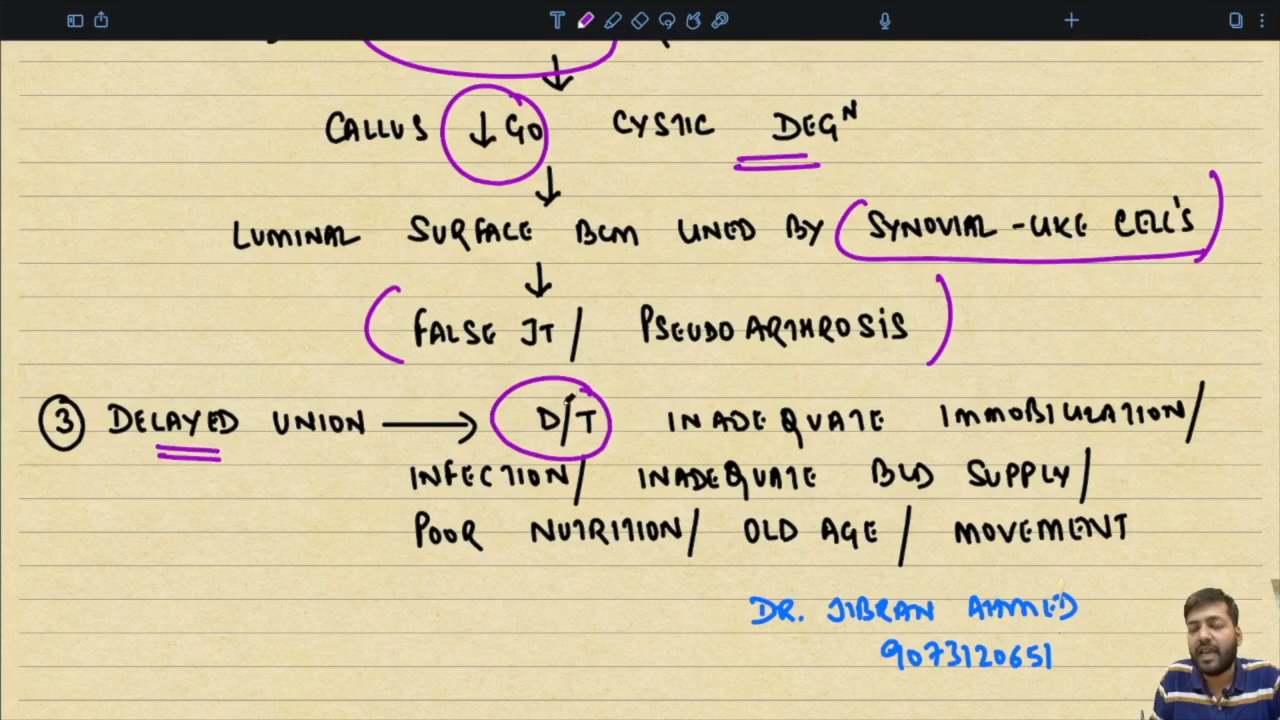 CALLUS ↓GO CYSTIC DEGᴺ
LUMINAL SURFACE BCM LINED BY (SYNOVIAL-LIKE CELL'S)
(FALSE JT/ PSEUDOARTHROSIS)
③ DELAYED UNION → D/T INADEQUATE IMMOBILIZATION/
INFECTION/ INADEQUATE BLD SUPPLY/
POOR NUTRITION/ OLD AGE/ MOVEMENT
DR. JIBRAN AHMED
9073120651